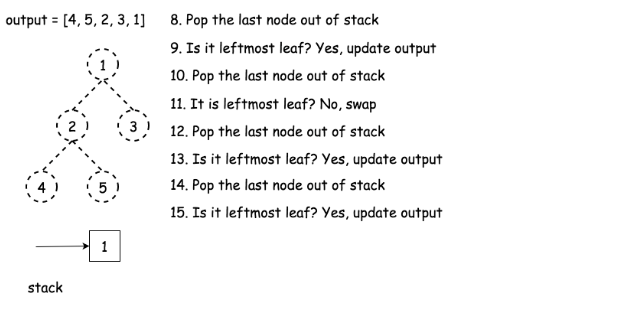 output = [4, 5, 2, 3, 1]
8. Pop the last node out of stack
9. Is it leftmost leaf? Yes, update output
10. Pop the last node out of stack
11. It is leftmost leaf? No, swap
12. Pop the last node out of stack
13. Is it leftmost leaf? Yes, update output
14. Pop the last node out of stack
15. Is it leftmost leaf? Yes, update output
1
2 3
4 5
1
stack